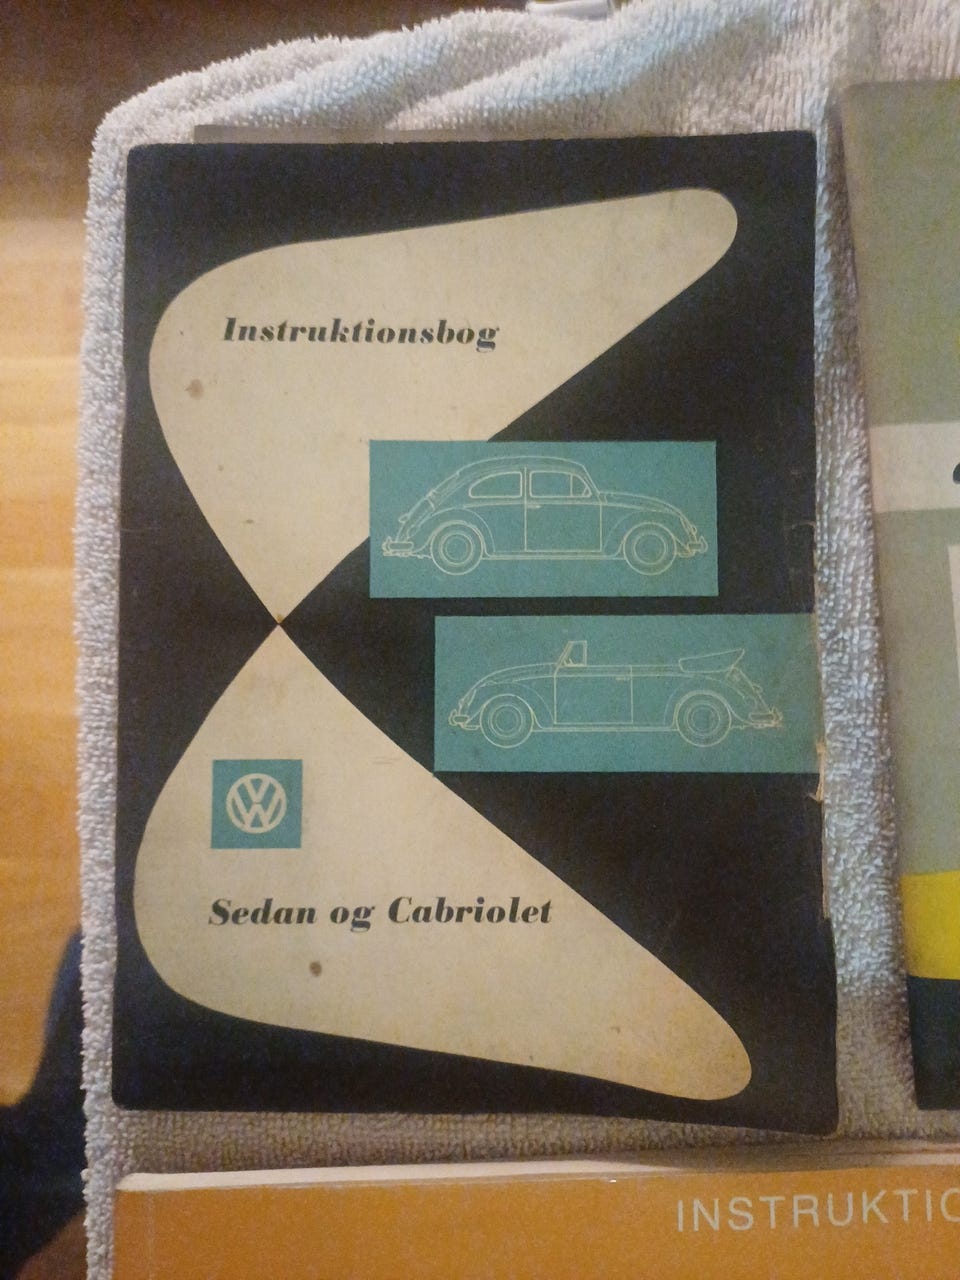 Instruktionsbog
VW
Sedan og Cabriolet
INSTRUKTIO